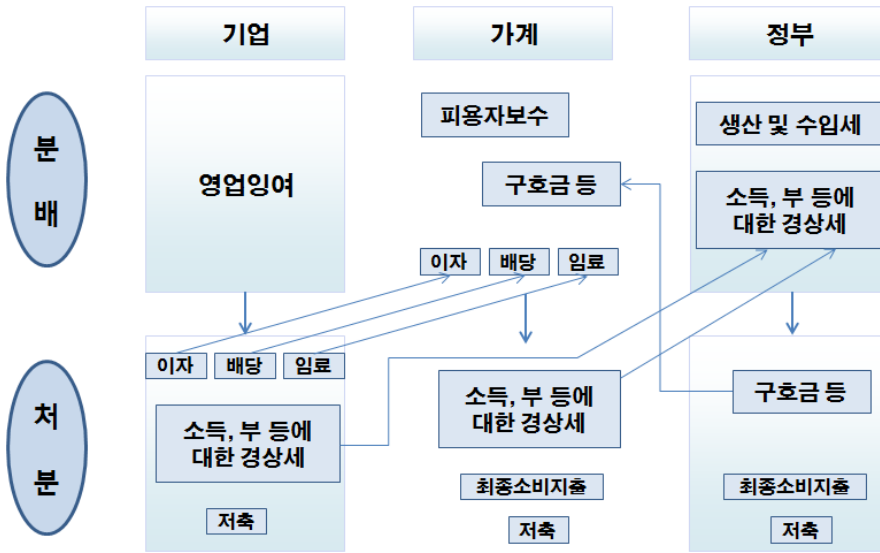 기업
가계
정부
분
배
영업잉여
피용자보수
구호금 등
이자
배당
임료
생산 및 수입세
소득, 부 등에
대한 경상세
처
분
이자
배당
임료
소득, 부 등에
대한 경상세
저축
소득, 부 등에
대한 경상세
최종소비지출
저축
구호금 등
최종소비지출
저축